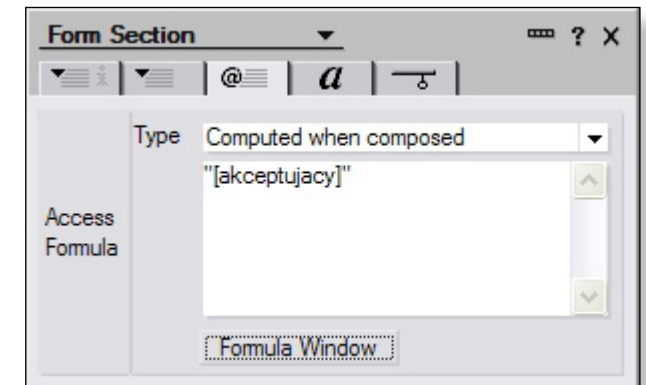 Form Section
? X
@ a
Type Computed when composed
"[akceptujacy]"
Access
Formula
Formula Window